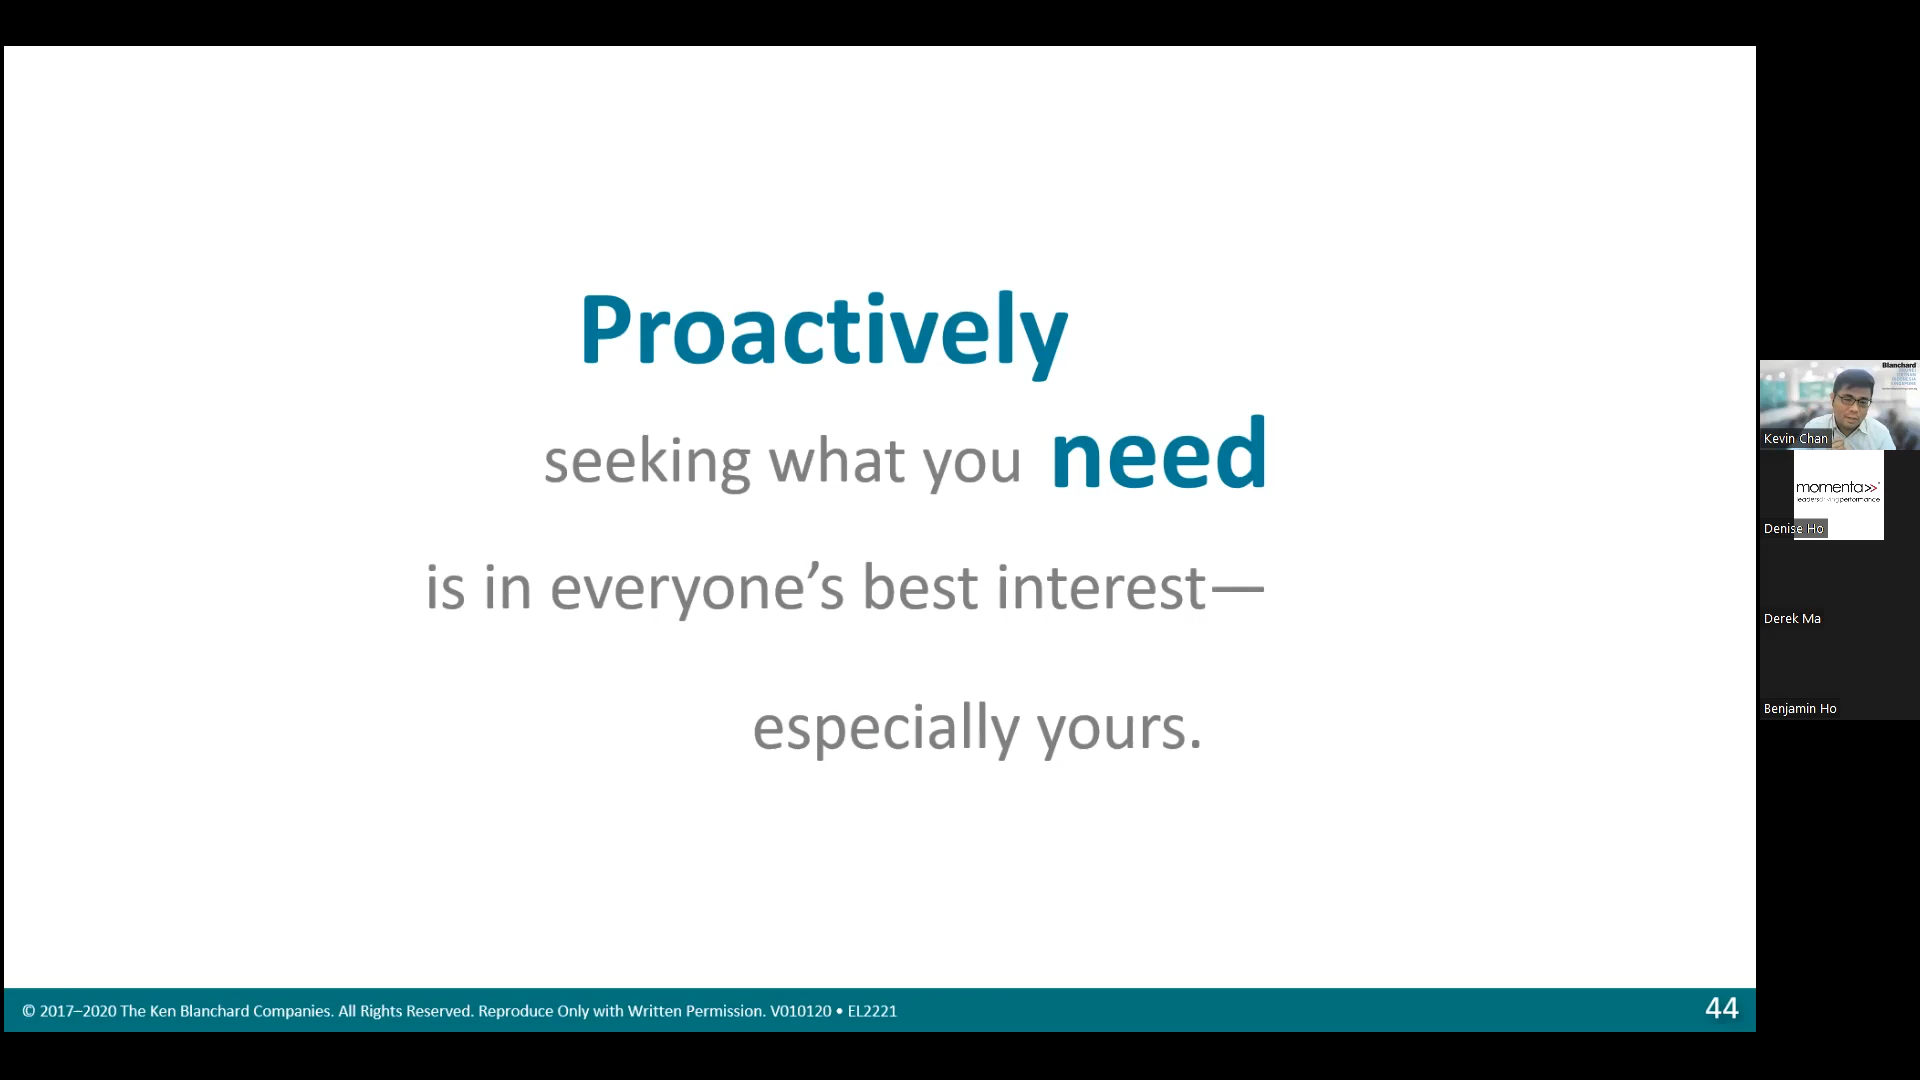 Proactively
seeking what you need
is in everyone’s best interest—
especially yours.
© 2017–2020 The Ken Blanchard Companies. All Rights Reserved. Reproduce Only with Written Permission. V010120 • EL2221
44
Blanchard
Kevin Chan
momenta>>
leadersdrivingperformance
Denise Ho
Derek Ma
Benjamin Ho